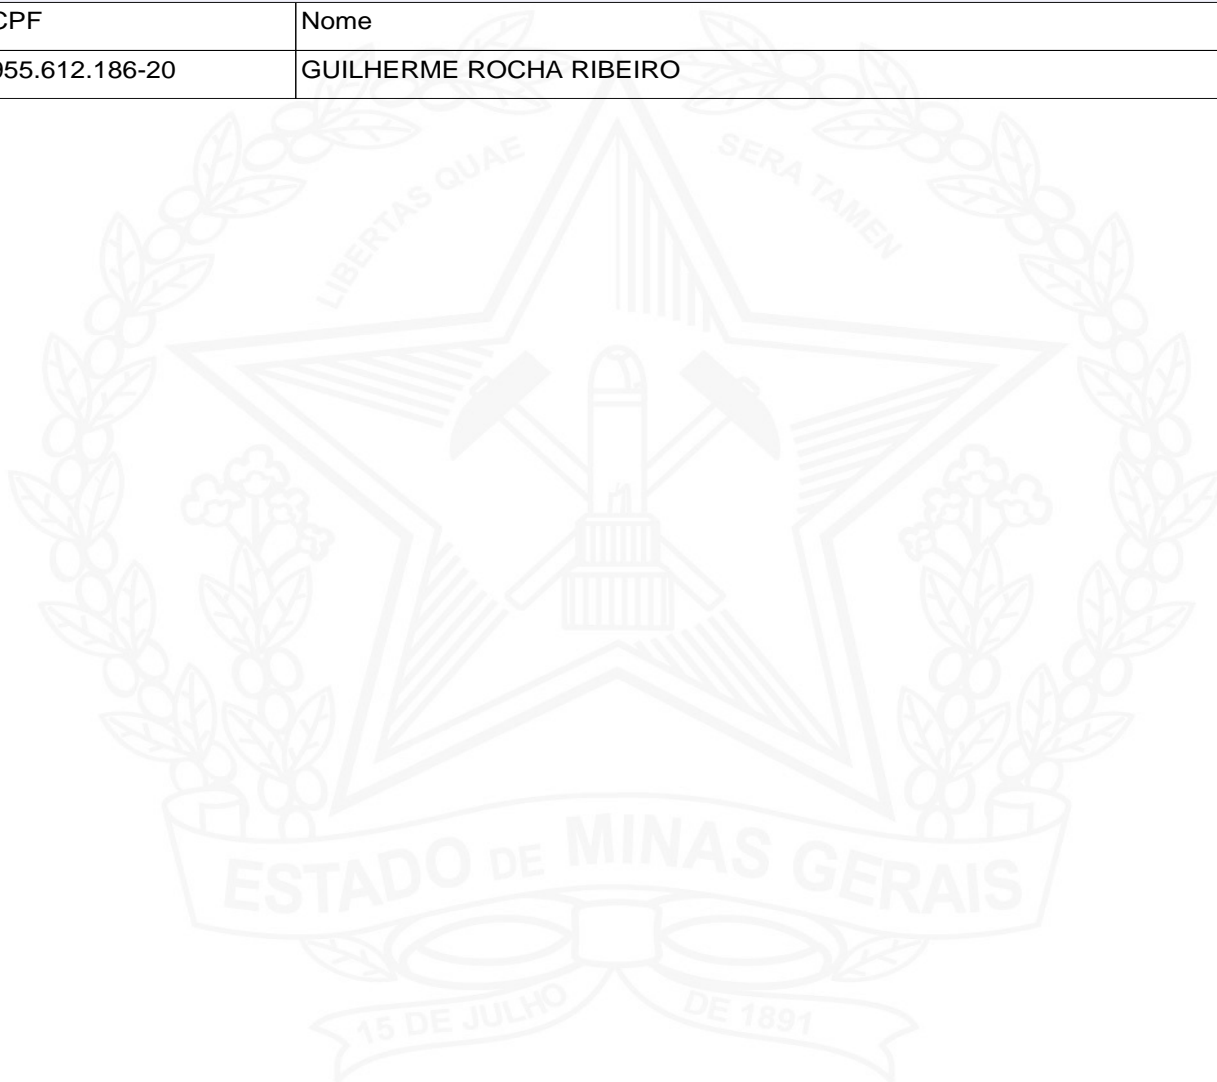 CPF Nome
955.612.186-20 GUILHERME ROCHA RIBEIRO
LIBERTAS QUAE SERA TAMEN
ESTADO DE MINAS GERAIS
15 DE JULHO DE 1891